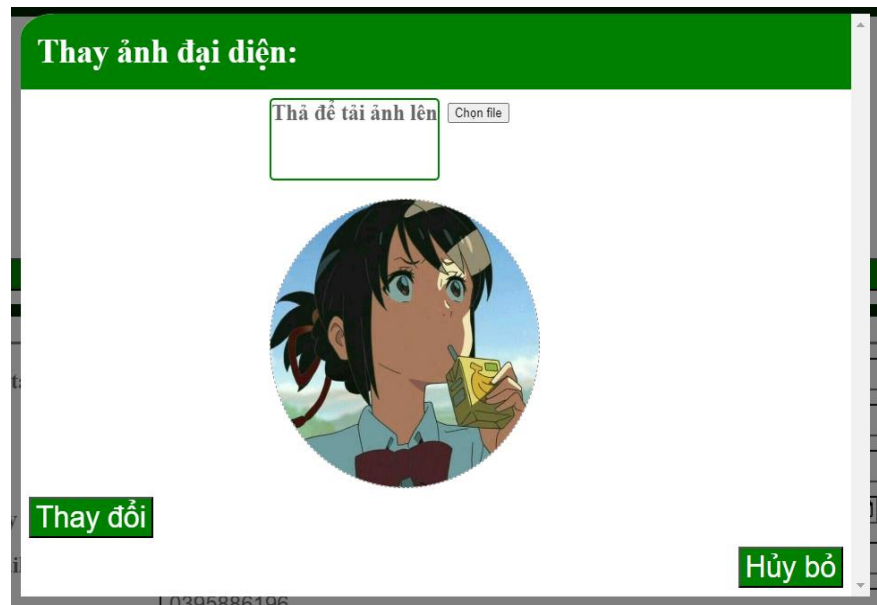 Thay ảnh đại diện:
Thả để tải ảnh lên
Chọn file
Thay đổi
Hủy bỏ
0395886196